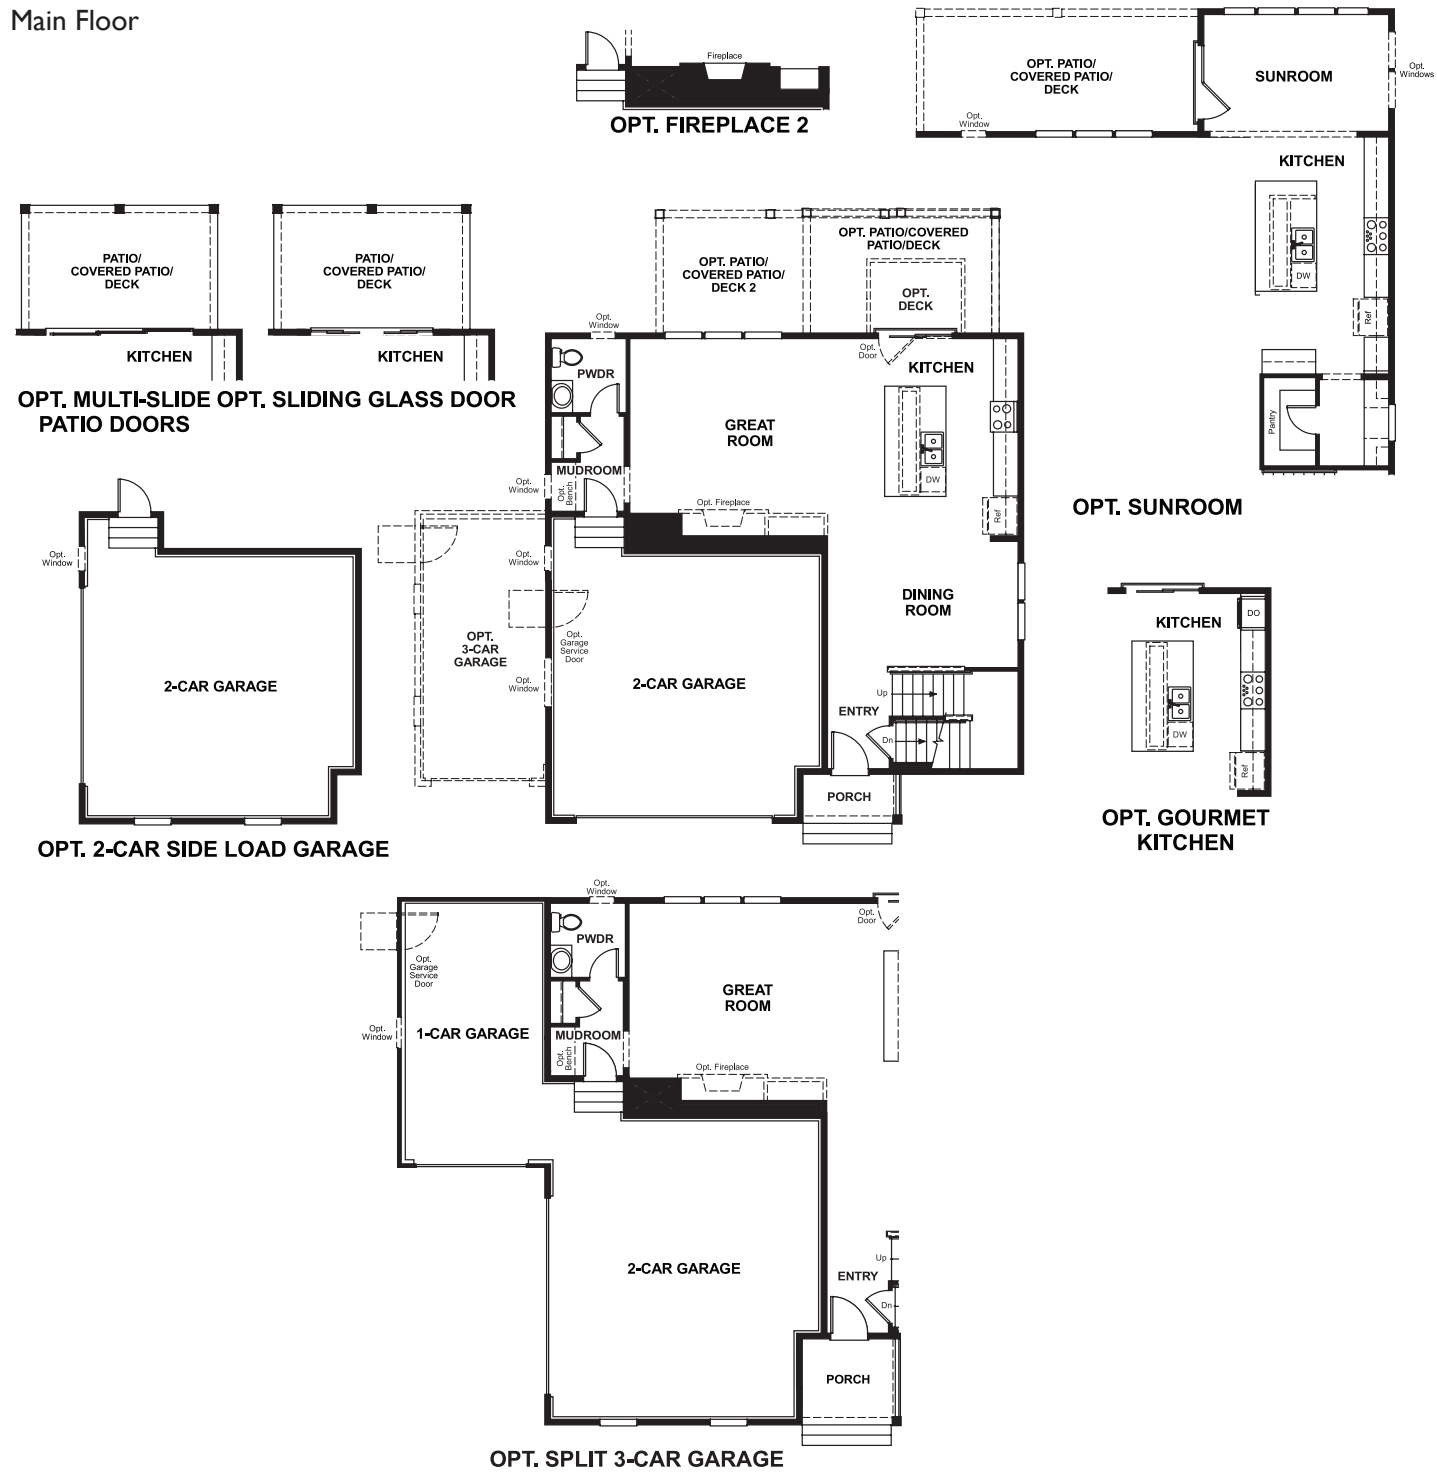 Main Floor
Fireplace
OPT. FIREPLACE 2
OPT. PATIO/
COVERED PATIO/
DECK
SUNROOM
Opt.
Windows
Opt.
Window
KITCHEN
DW
Ref
Pantry
OPT. SUNROOM
PATIO/
COVERED PATIO/
DECK
KITCHEN
OPT. MULTI-SLIDE
PATIO DOORS
PATIO/
COVERED PATIO/
DECK
KITCHEN
OPT. SLIDING GLASS DOOR
OPT. PATIO/
COVERED PATIO/
DECK 2
OPT. PATIO/COVERED
PATIO/DECK
OPT.
DECK
Opt.
Window
Opt.
Door
PWDR
KITCHEN
GREAT
ROOM
MUDROOM
Opt.
Window
Opt.
Bench
DW
Opt. Fireplace
Ref
Opt.
Window
OPT.
3-CAR
GARAGE
Opt.
Garage
Service
Door
Opt.
Window
2-CAR GARAGE
DINING
ROOM
Up
ENTRY
Dn
PORCH
Opt.
Window
2-CAR GARAGE
OPT. 2-CAR SIDE LOAD GARAGE
DO
KITCHEN
DW
Ref
OPT. GOURMET
KITCHEN
Opt.
Window
Opt.
Door
PWDR
Opt.
Garage
Service
Door
GREAT
ROOM
Opt.
Window
1-CAR GARAGE
MUDROOM
Opt.
Bench
Opt. Fireplace
2-CAR GARAGE
Up
ENTRY
Dn
PORCH
OPT. SPLIT 3-CAR GARAGE